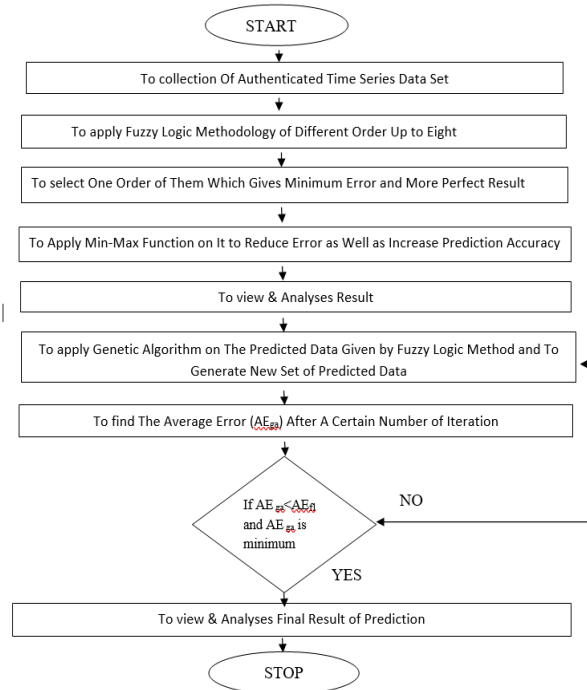 START
To collection Of Authenticated Time Series Data Set
To apply Fuzzy Logic Methodology of Different Order Up to Eight
To select One Order of Them Which Gives Minimum Error and More Perfect Result
To Apply Min-Max Function on It to Reduce Error as Well as Increase Prediction Accuracy
To view & Analyses Result
To apply Genetic Algorithm on The Predicted Data Given by Fuzzy Logic Method and To
Generate New Set of Predicted Data
To find The Average Error (AEga) After A Certain Number of Iteration
If AE ga<AEfl
and AE ga is
minimum
NO
YES
To view & Analyses Final Result of Prediction
STOP